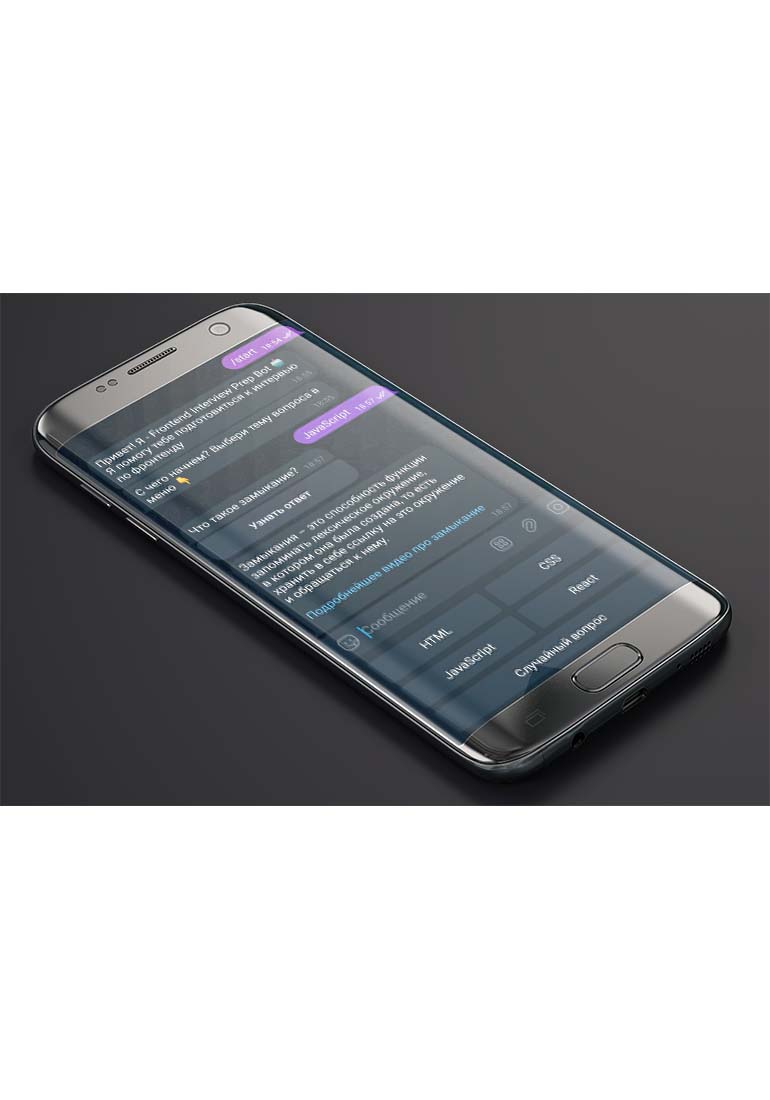 /start 18:54
Привет! Я - Frontend Interview Prep Bot 🤖
Я помогу тебе подготовиться к интервью
по фронтенду 18:55
С чего начнем? Выбери тему вопроса в
меню 👇 18:55
JavaScript 18:57
Что такое замыкание? 18:57
Узнать ответ
Замыкания – это способность функции
запоминать лексическое окружение,
в котором она была создана, то есть
хранить в себе ссылку на это окружение
и обращаться к нему.
Подробнейшее видео про замыкание 18:57
Сообщение
HTML
CSS
JavaScript
React
Случайный вопрос